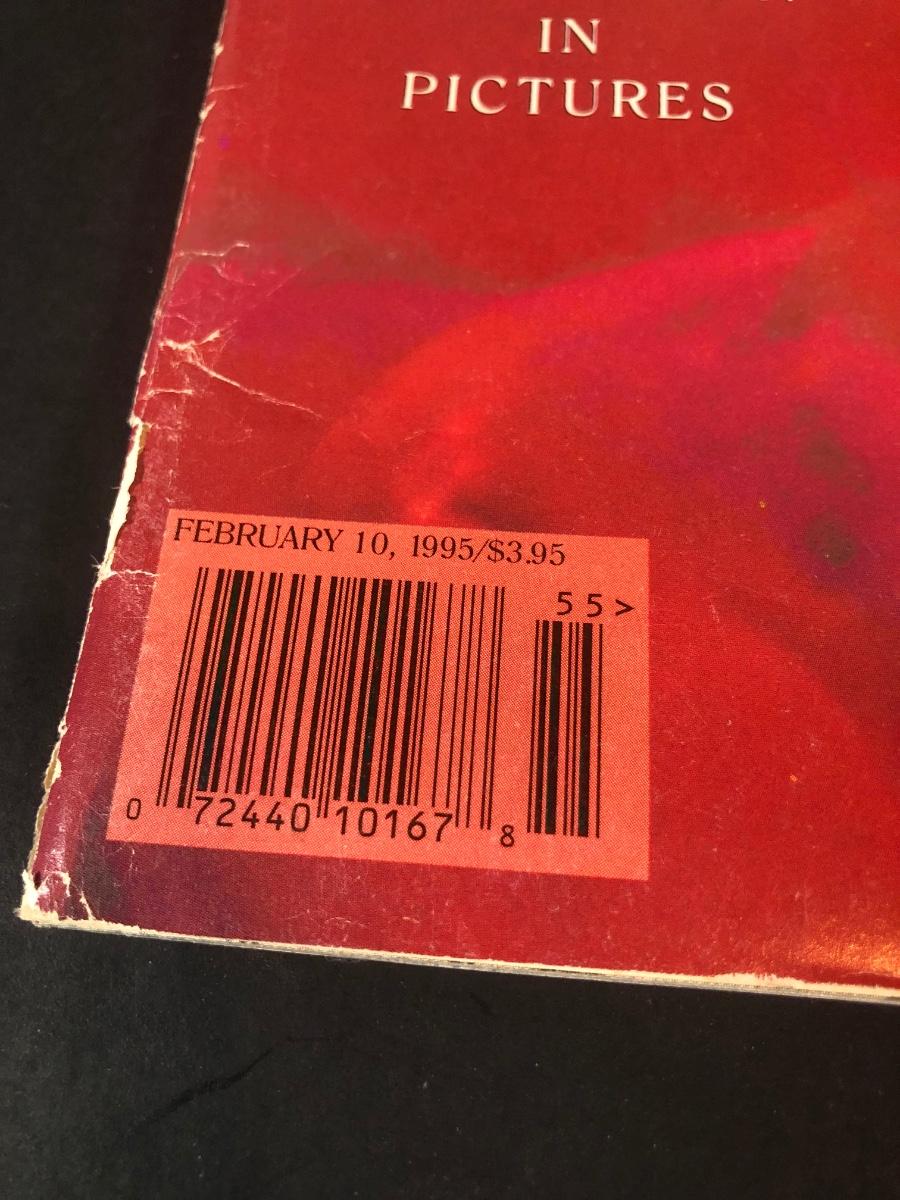 IN
PICTURES
FEBRUARY 10, 1995/$3.95
55>
0 72440 10167 8